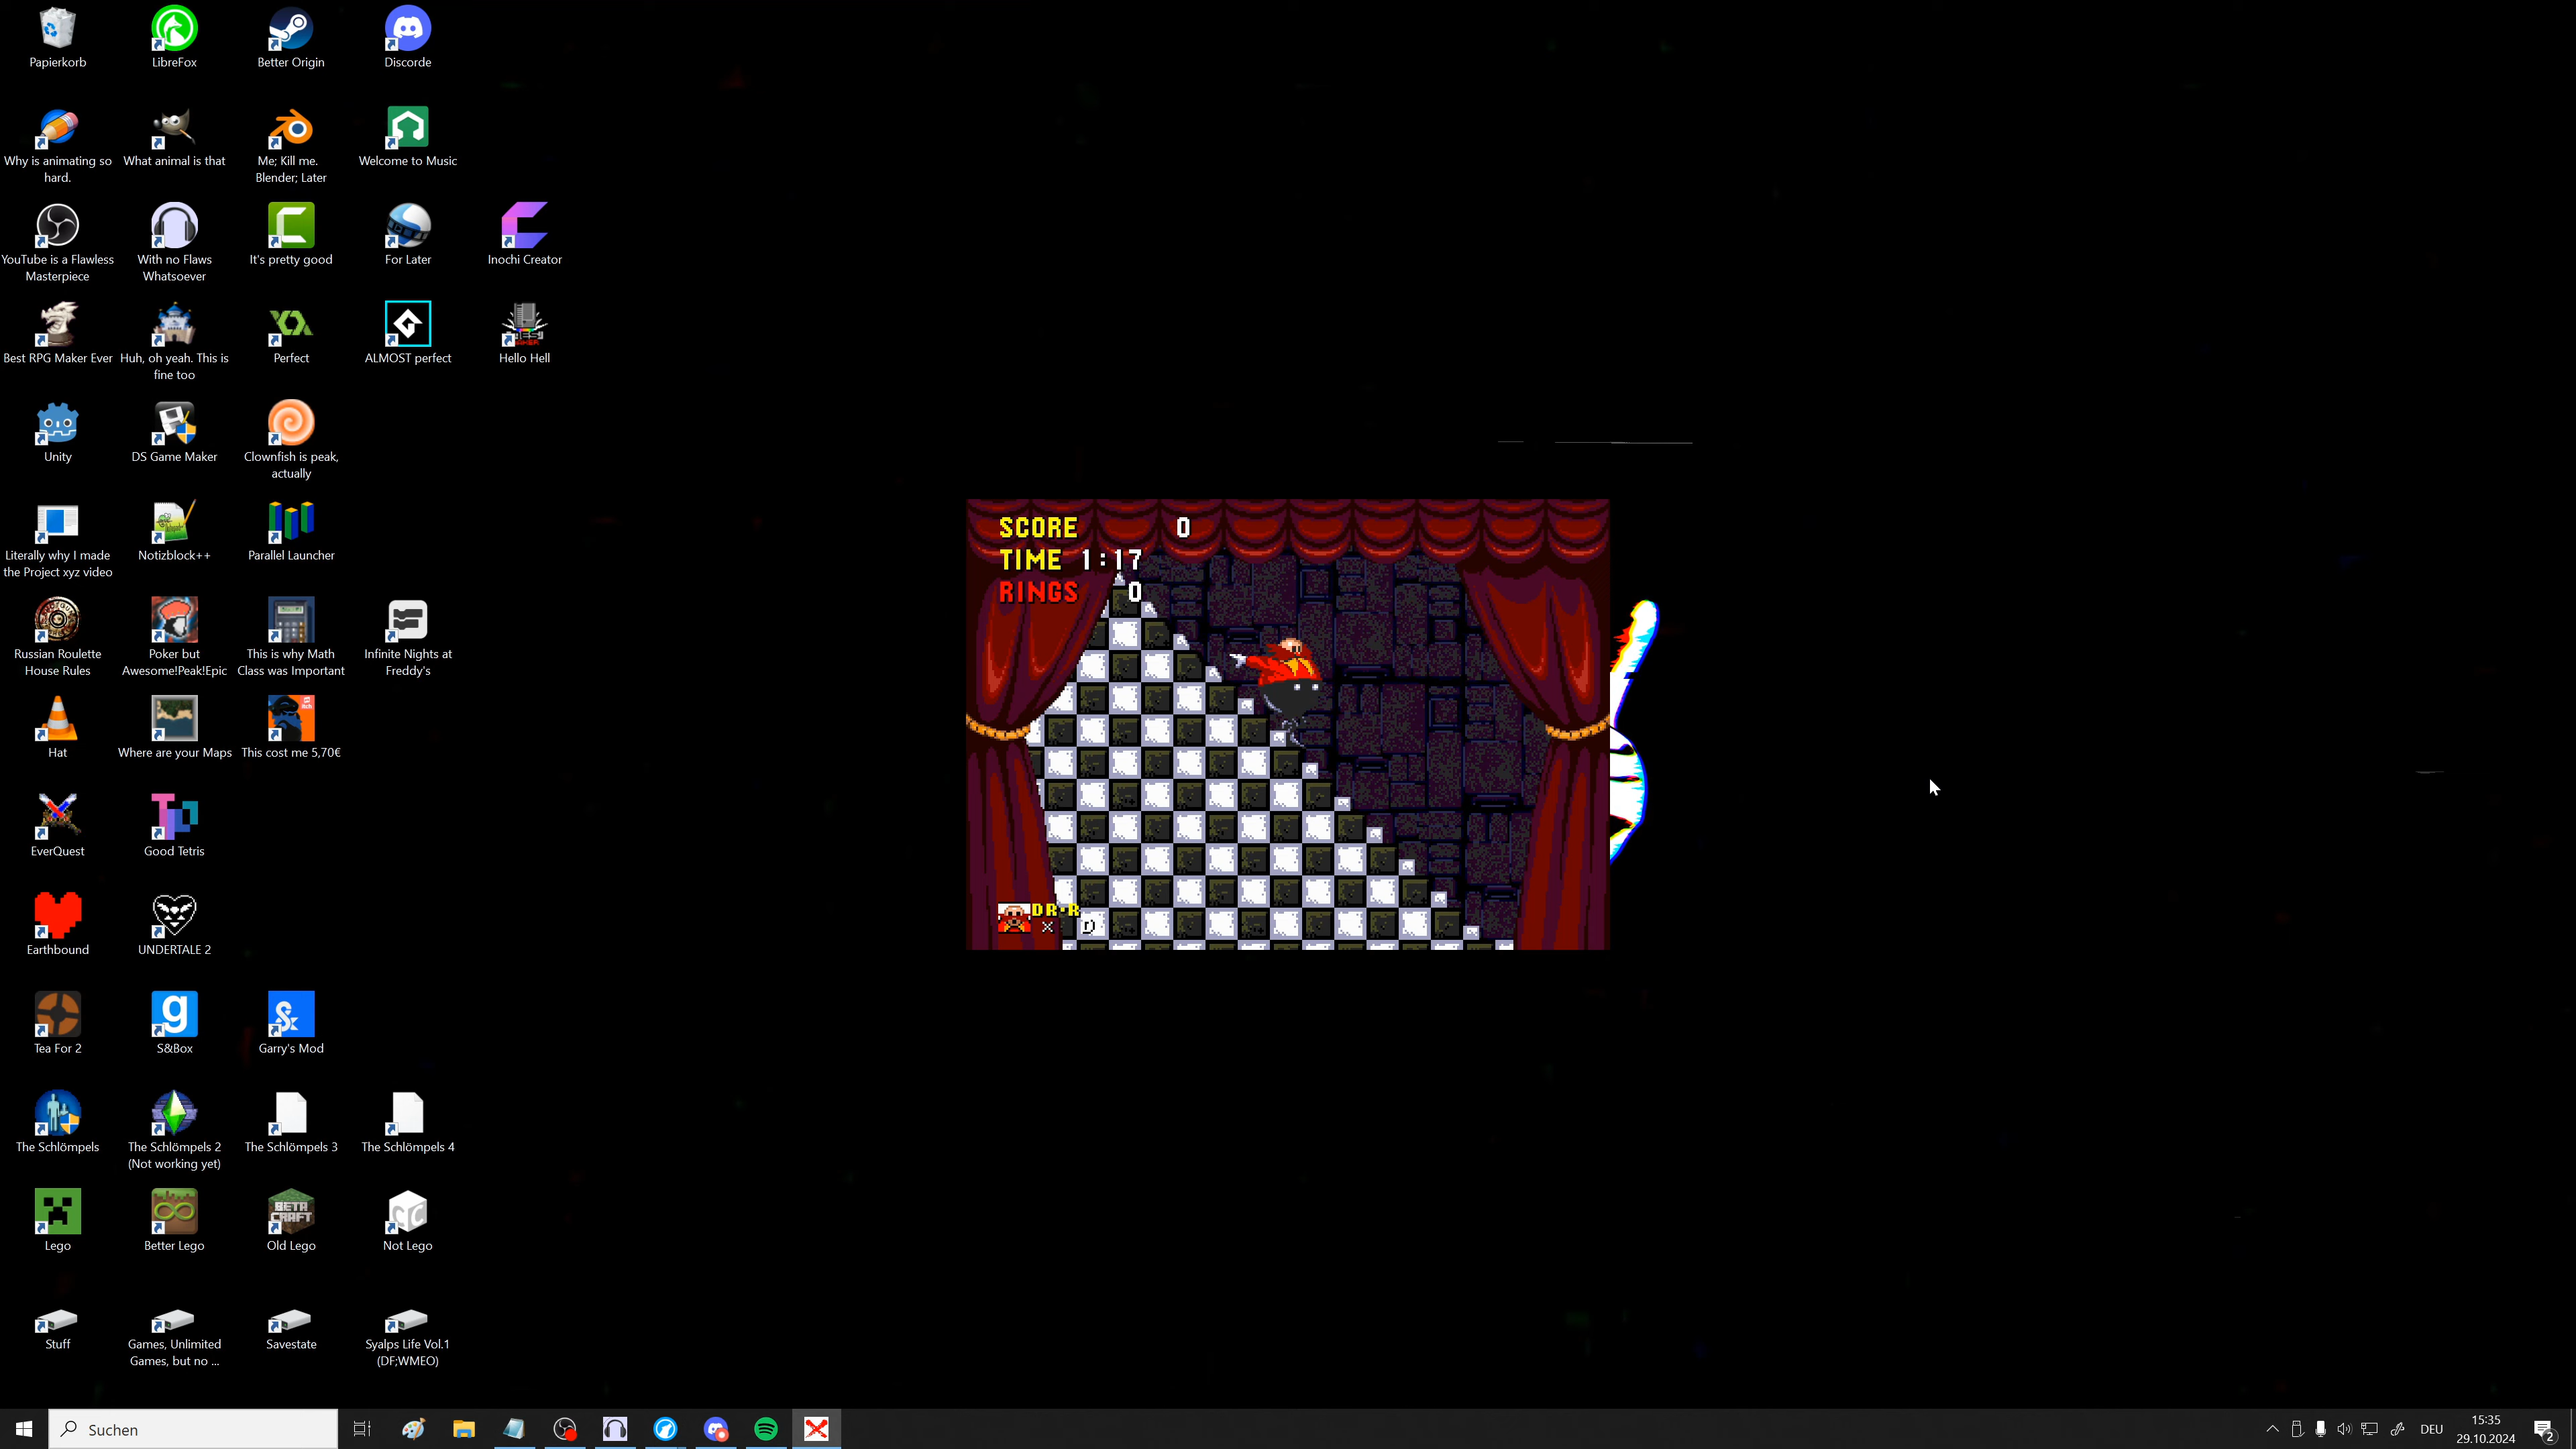 Papierkorb
LibreFox
Better Origin
Discorde
Why is animating so
hard.
What animal is that
Me; Kill me.
Blender; Later
Welcome to Music
YouTube is a Flawless
Masterpiece
With no Flaws
Whatsoever
It's pretty good
For Later
Inochi Creator
Best RPG Maker Ever
Huh, oh yeah. This is
fine too
Perfect
ALMOST perfect
Hello Hell
Unity
DS Game Maker
Clownfish is peak,
actually
Literally why I made
the Project xyz video
Notizblock++
Parallel Launcher
Russian Roulette
House Rules
Poker but
Awesome!Peak!Epic
This is why Math
Class was Important
Infinite Nights at
Freddy's
Hat
Where are your Maps
This cost me 5,70€
EverQuest
Good Tetris
Earthbound
UNDERTALE 2
Tea For 2
S&Box
Garry's Mod
The Schlömpels
The Schlömpels 2
(Not working yet)
The Schlömpels 3
The Schlömpels 4
BETA
CRAFT
Lego
Better Lego
Old Lego
Not Lego
Stuff
Games, Unlimited
Games, but no ...
Savestate
Syalps Life Vol.1
(DF;WMEO)
SCORE 0
TIME 1:17
RINGS 0
DR·R
X
Suchen
DEU
15:35
29.10.2024
2